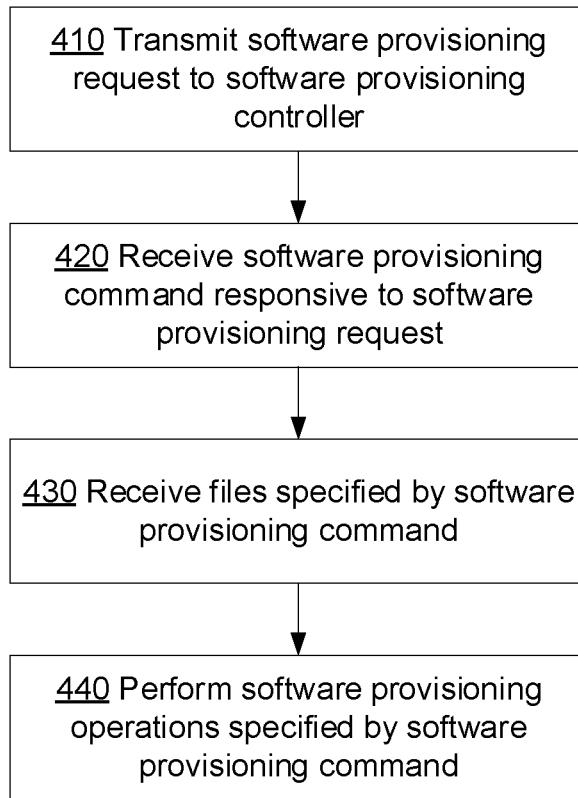 410 Transmit software provisioning
request to software provisioning
controller
420 Receive software provisioning
command responsive to software
provisioning request
430 Receive files specified by software
provisioning command
440 Perform software provisioning
operations specified by software
provisioning command